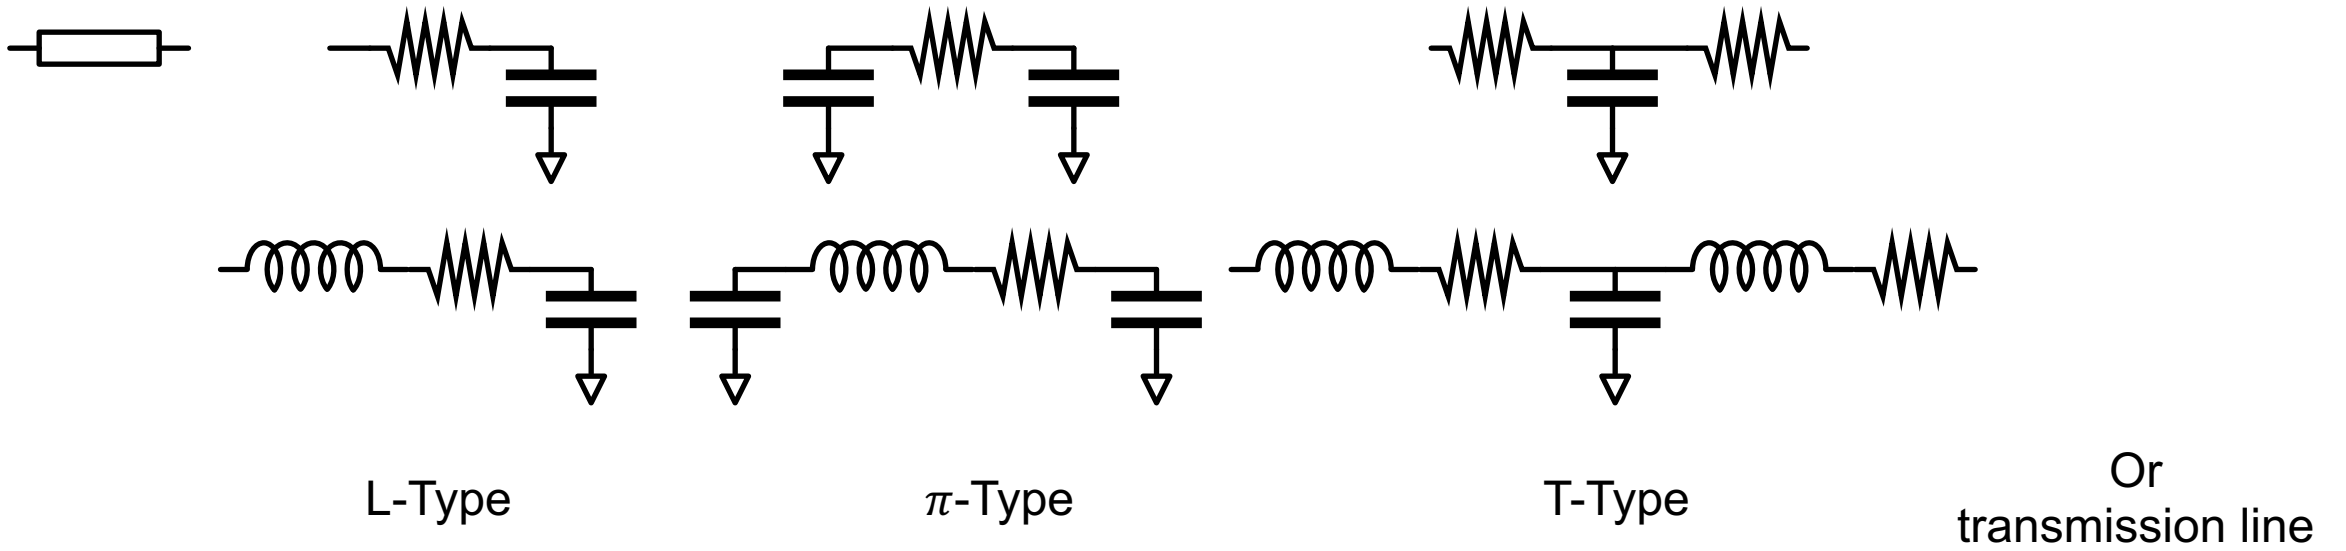 L-Type
π-Type
T-Type
Or
transmission line